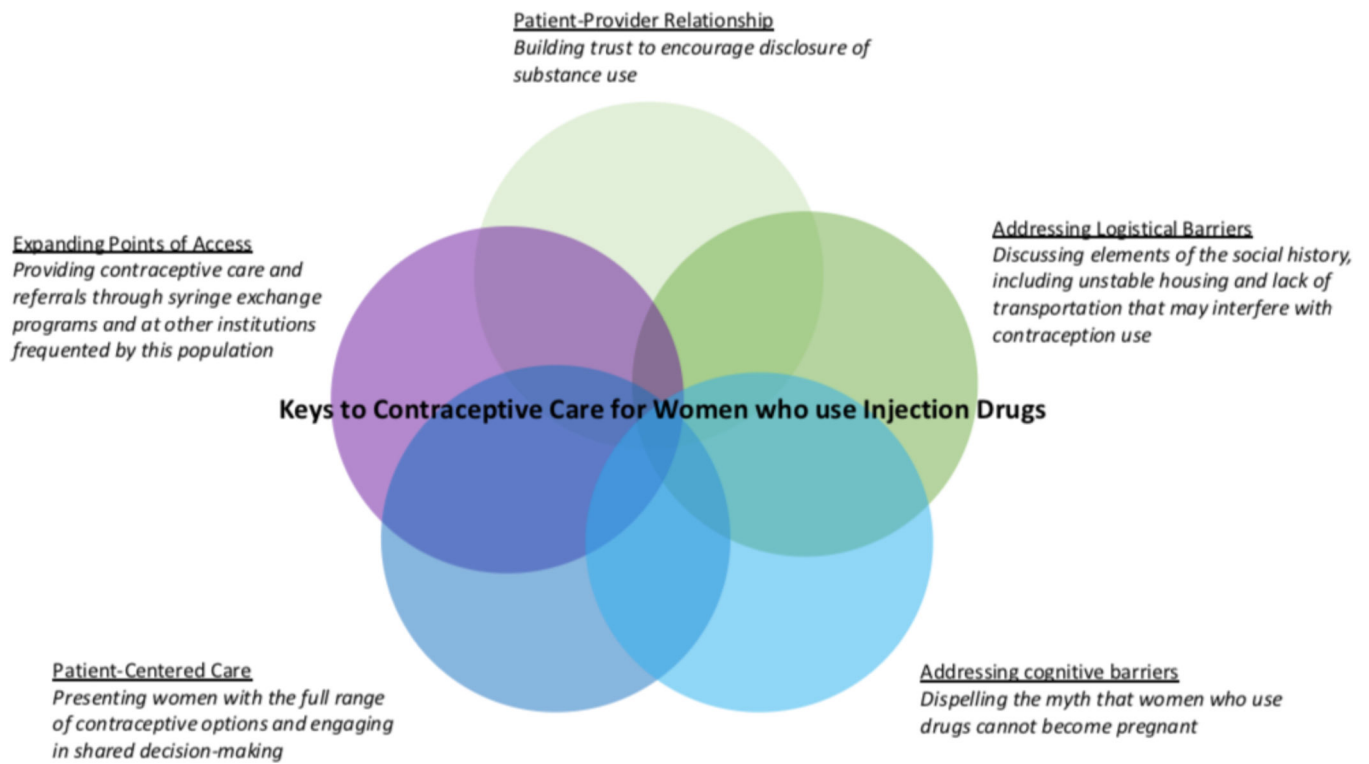 Patient-Provider Relationship
Building trust to encourage disclosure of
substance use
Expanding Points of Access
Providing contraceptive care and
referrals through syringe exchange
programs and at other institutions
frequented by this population
Addressing Logistical Barriers
Discussing elements of the social history,
including unstable housing and lack of
transportation that may interfere with
contraception use
Keys to Contraceptive Care for Women who use Injection Drugs
Patient-Centered Care
Presenting women with the full range
of contraceptive options and engaging
in shared decision-making
Addressing cognitive barriers
Dispelling the myth that women who use
drugs cannot become pregnant